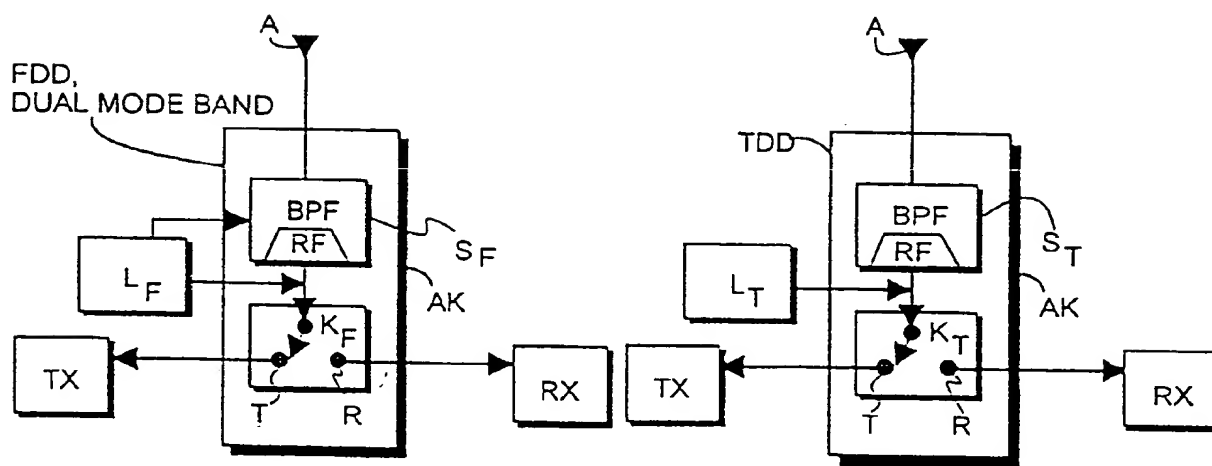 A
FDD,
DUAL MODE BAND
BPF
RF
S F
L F
AK
K F
TX
T
R
RX
A
TDD
BPF
RF
S T
L T
AK
K T
TX
T
R
RX